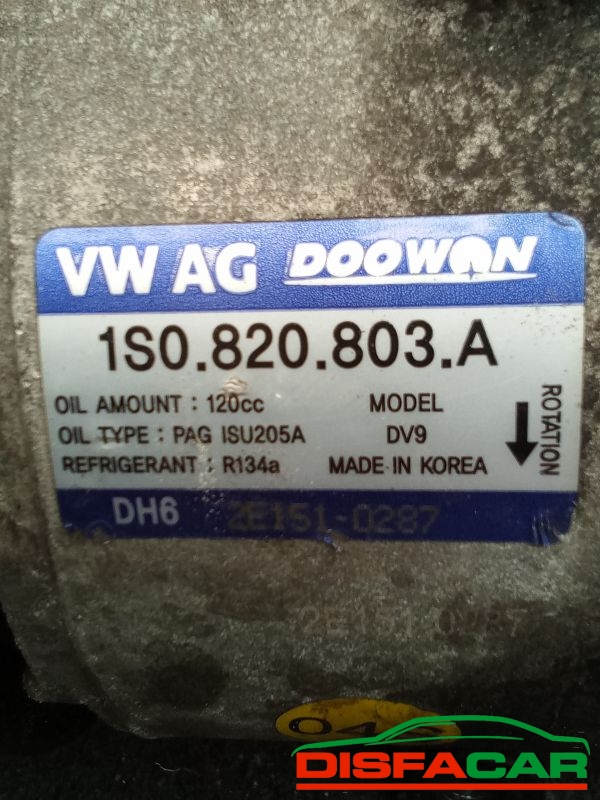 VW AG DOOWON
1S0.820.803.A
OIL AMOUNT : 120cc MODEL
OIL TYPE : PAG ISU205A DV9
REFRIGERANT : R134a MADE IN KOREA
ROTATION
DH6 2E151-0287
DISFACAR